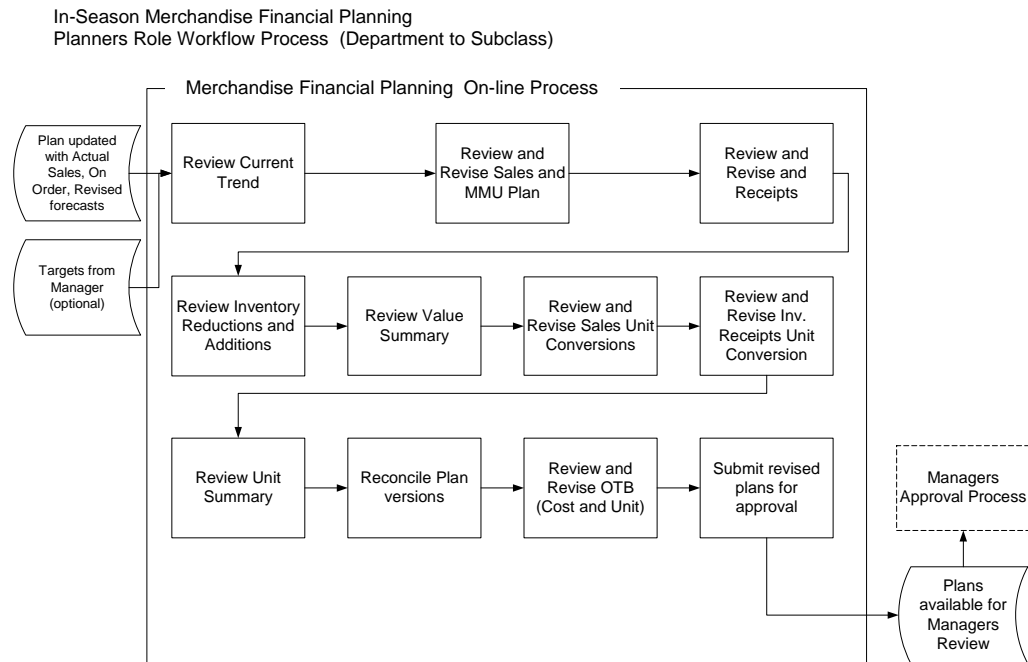 In-Season Merchandise Financial Planning
Planners Role Workflow Process  (Department to Subclass)
Merchandise Financial Planning  On-line Process
Plan updated
with Actual
Sales, On
Order, Revised
forecasts
Review Current
Trend
Review and
Revise Sales and
MMU Plan
Review and
Revise and
Receipts
Targets from
Manager
(optional)
Review Inventory
Reductions and
Additions
Review Value
Summary
Review and
Revise Sales Unit
Conversions
Review and
Revise Inv.
Receipts Unit
Conversion
Review Unit
Summary
Reconcile Plan
versions
Review and
Revise OTB
(Cost and Unit)
Submit revised
plans for
approval
Managers
Approval Process
Plans
available for
Managers
Review